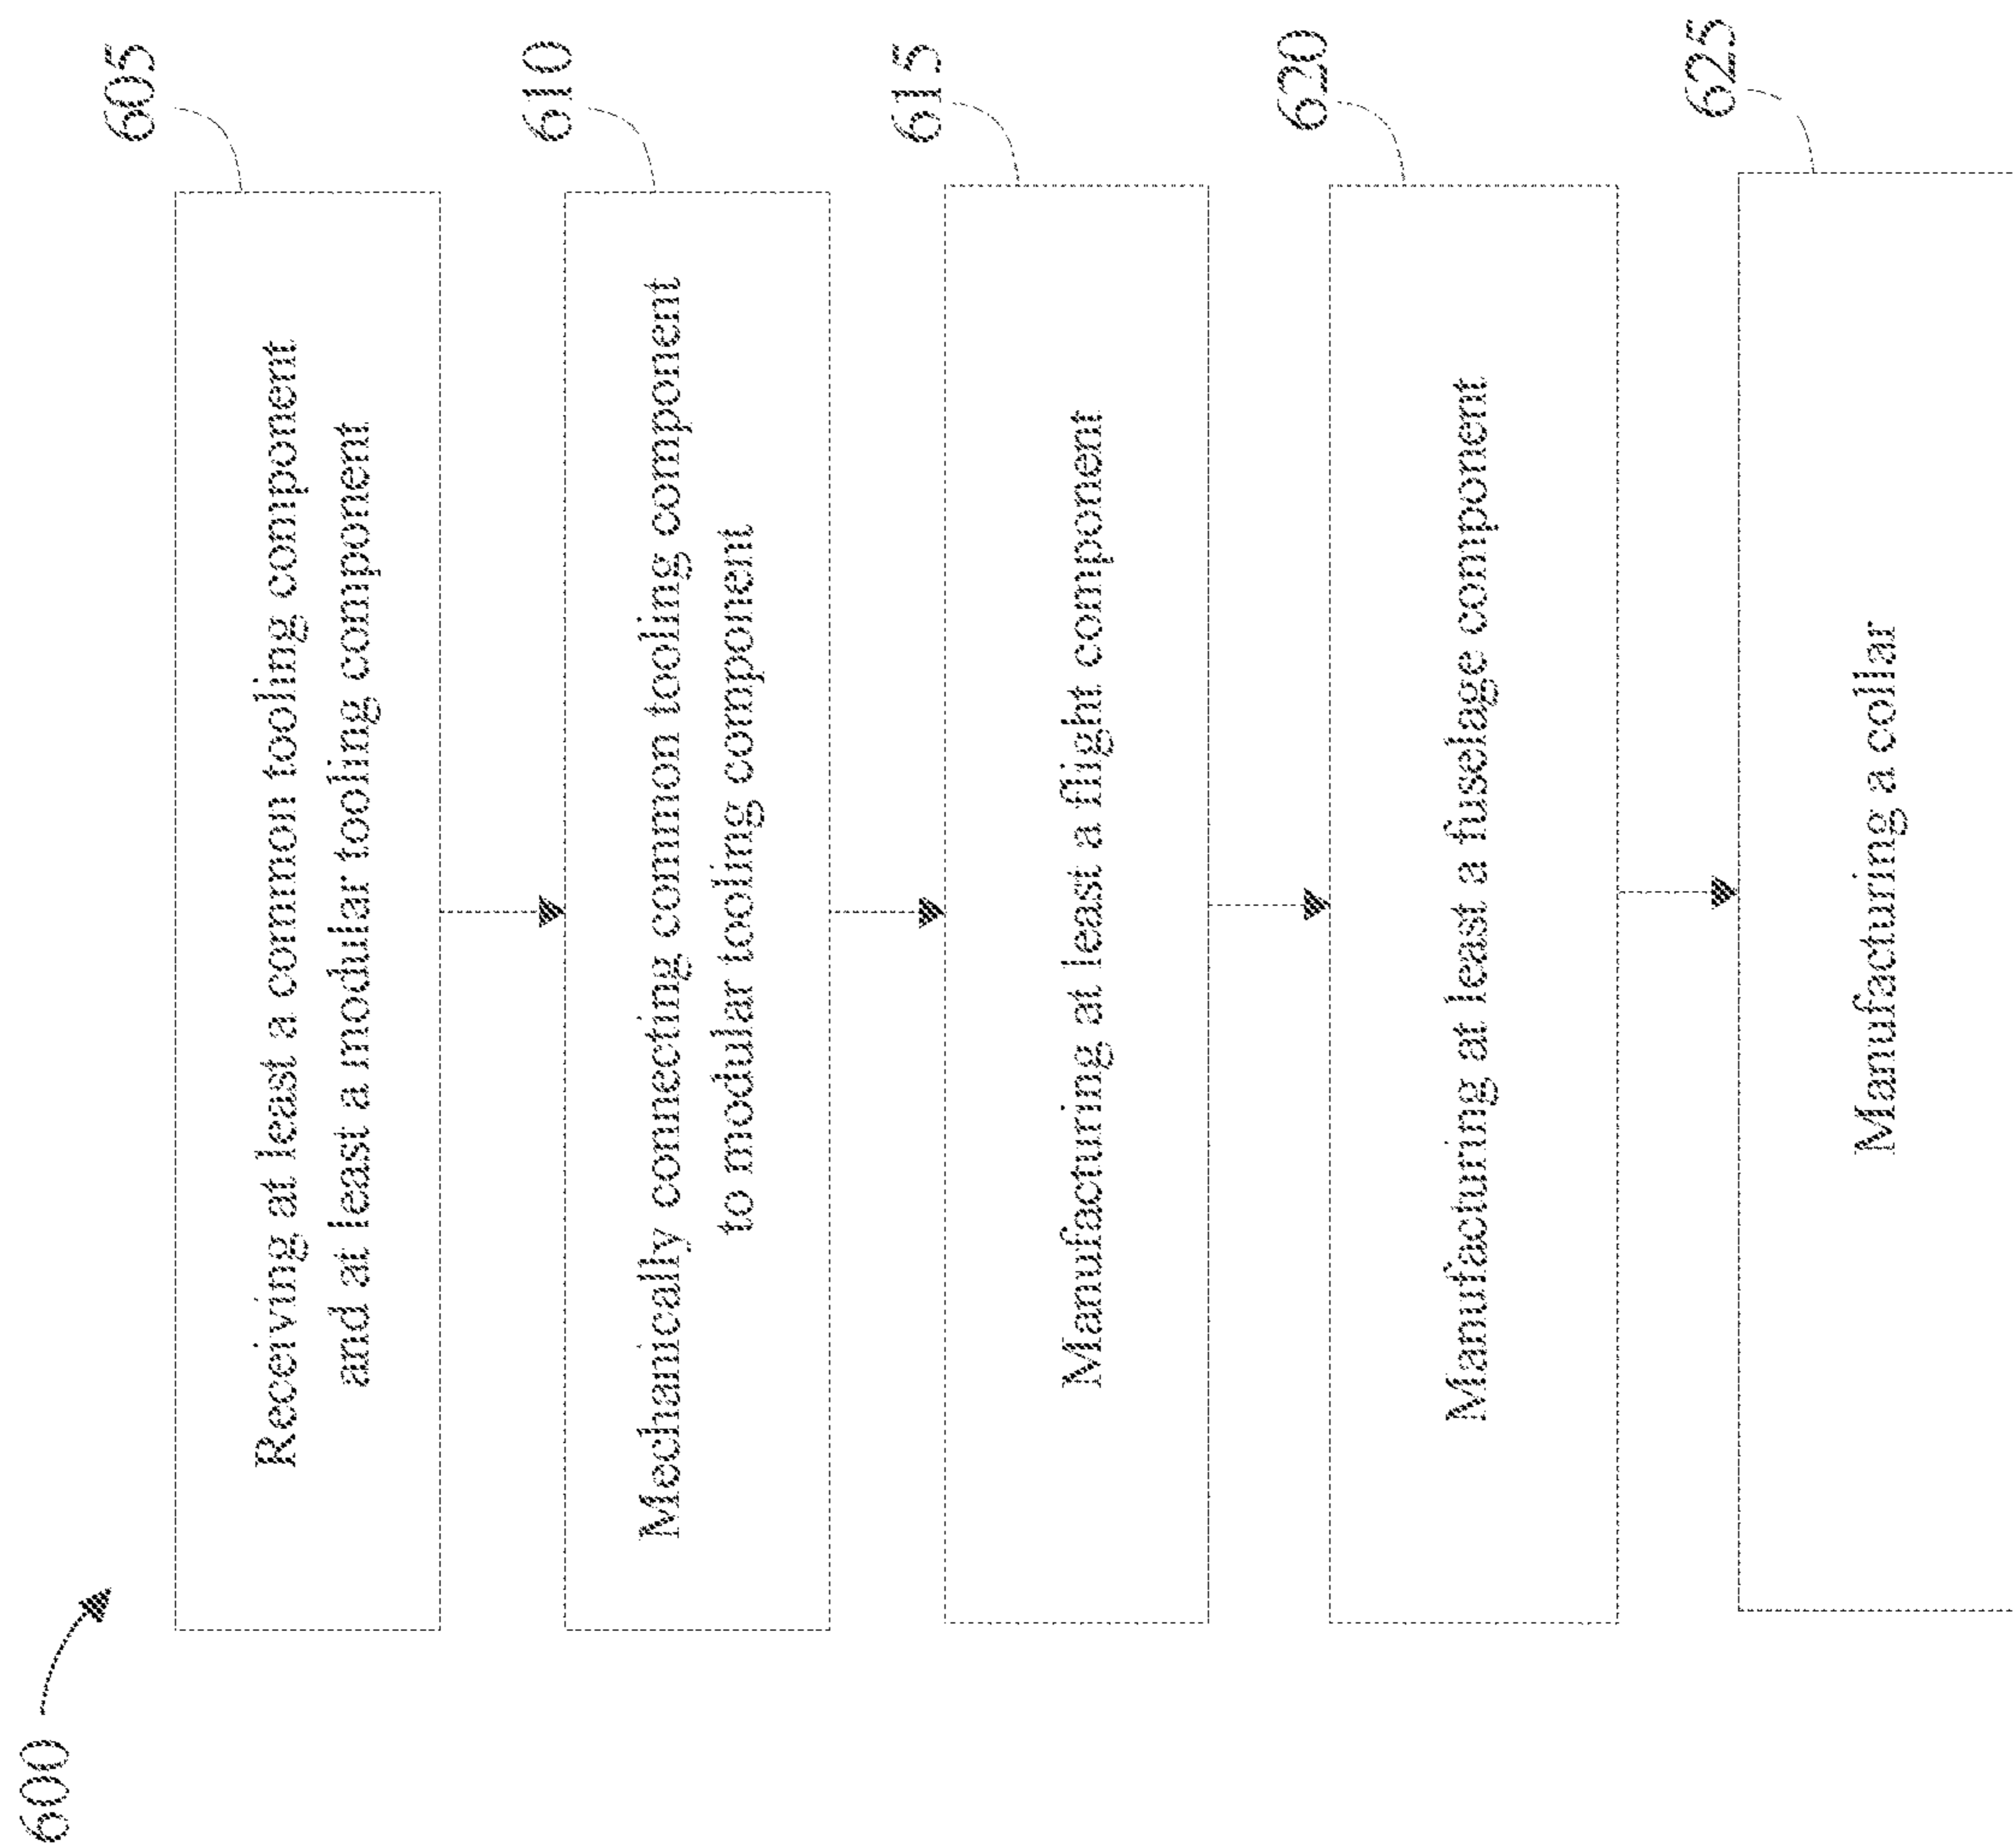 600
605
Receiving at least a common tooling component
and at least a modular tooling component
610
Mechanically connecting common tooling component
to modular tooling component
615
Manufacturing at least a flight component
620
Manufacturing at least a fuselage component
625
Manufacturing a collar